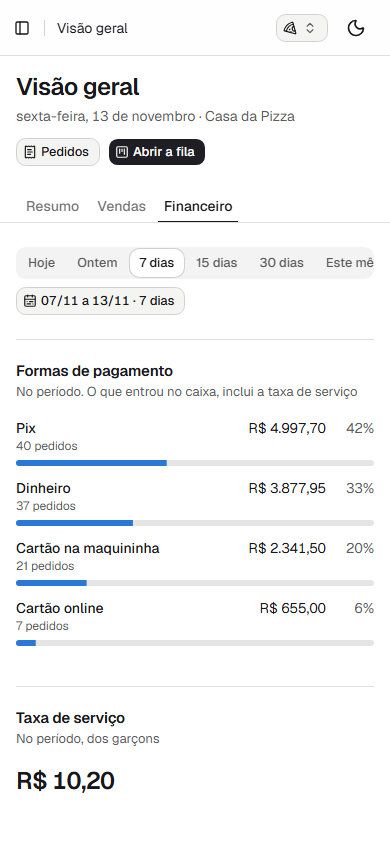 Visão geral
Visão geral
sexta-feira, 13 de novembro · Casa da Pizza
Pedidos
Abrir a fila
Resumo Vendas Financeiro
Hoje Ontem 7 dias 15 dias 30 dias Este mê
07/11 a 13/11 · 7 dias
Formas de pagamento
No período. O que entrou no caixa, inclui a taxa de serviço
Pix R$ 4.997,70 42%
40 pedidos
Dinheiro R$ 3.877,95 33%
37 pedidos
Cartão na maquininha R$ 2.341,50 20%
21 pedidos
Cartão online R$ 655,00 6%
7 pedidos
Taxa de serviço
No período, dos garçons
R$ 10,20